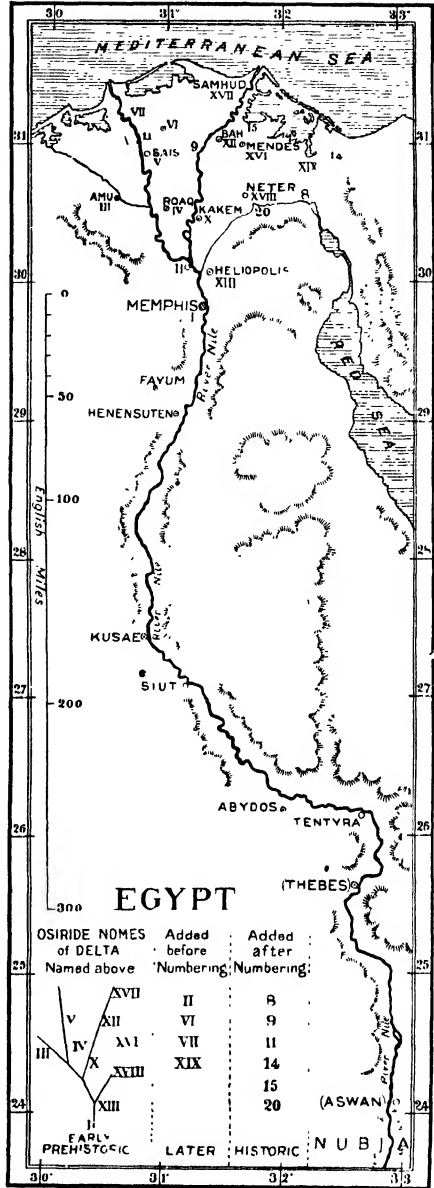 30° 31° 32° 33°
MEDITERRANEAN SEA
SAMHUD
XVII
VII
VI
11
9
15
BAH
XII
MENDES
XVI
14
XIX
SAIS
V
NETER
XVIII
8
AMU
III
ROAQ
IV
KAKEM
X
20
30
30
II
HELIOPOLIS
XIII
0
MEMPHIS
I
River Nile
RED SEA
FAYUM
50
HENENSUTEN
29
29
100
English Miles
28
28
River Nile
KUSAE
SIUT
27
27
200
ABYDOS
TENTYRA
26
26
(THEBES)
300
EGYPT
OSIRIDE NOMES
of DELTA
Named above
Added
before
Numbering
Added
after
Numbering
25
25
XVII
V
XII
II
8
IV
XVI
VI
9
III
X
XVIII
VII
11
XIX
14
XIII
15
I
20
River Nile
24
24
(ASWAN)
EARLY
PREHISTORIC
LATER
HISTORIC
NUBIA
30° 31° 32° 33°